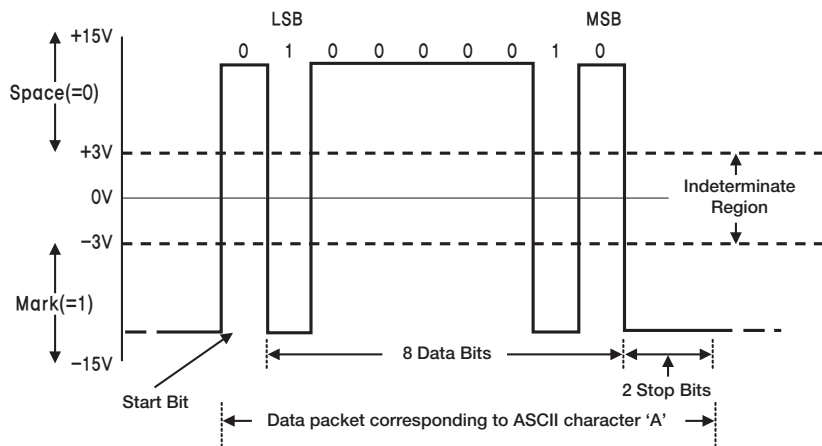 LSB MSB
+15V 0 1 0 0 0 0 0 1 0
Space(=0)
+3V
0V
Indeterminate
Region
−3V
Mark(=1)
−15V
8 Data Bits
Start Bit
2 Stop Bits
Data packet corresponding to ASCII character ‘A’